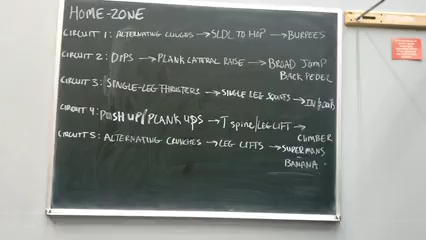 HOME-ZONE
CIRCUIT 1: ALTERNATING LUNGES → SLDL TO HOP → BURPEES
CIRCUIT 2: DIPS → PLANK LATERAL RAISE → BROAD JUMP
BACK PEDEL
CIRCUIT 3: SINGLE-LEG THRUSTERS → SINGLE LEG SQUATS → IN/OUTS
CIRCUIT 4: PUSH UP/PLANK UPS → T SPINE/LEG LIFT →
CLIMBER
CIRCUIT 5: ALTERNATING CRUNCHES → LEG LIFTS → SUPERMANS
BANANA